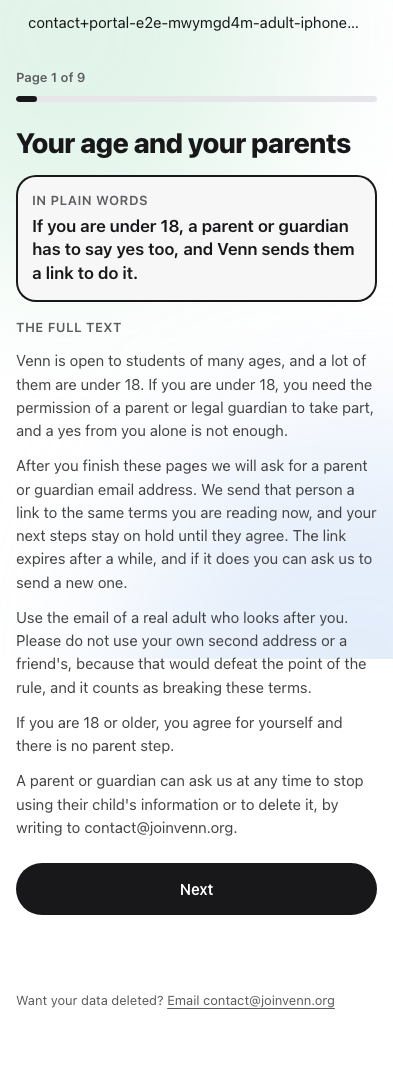 contact+portal-e2e-mwymgd4m-adult-iphone...
Page 1 of 9
Your age and your parents
IN PLAIN WORDS
If you are under 18, a parent or guardian
has to say yes too, and Venn sends them
a link to do it.
THE FULL TEXT
Venn is open to students of many ages, and a lot of
them are under 18. If you are under 18, you need the
permission of a parent or legal guardian to take part,
and a yes from you alone is not enough.
After you finish these pages we will ask for a parent
or guardian email address. We send that person a
link to the same terms you are reading now, and your
next steps stay on hold until they agree. The link
expires after a while, and if it does you can ask us to
send a new one.
Use the email of a real adult who looks after you.
Please do not use your own second address or a
friend's, because that would defeat the point of the
rule, and it counts as breaking these terms.
If you are 18 or older, you agree for yourself and
there is no parent step.
A parent or guardian can ask us at any time to stop
using their child's information or to delete it, by
writing to contact@joinvenn.org.
Next
Want your data deleted? Email contact@joinvenn.org